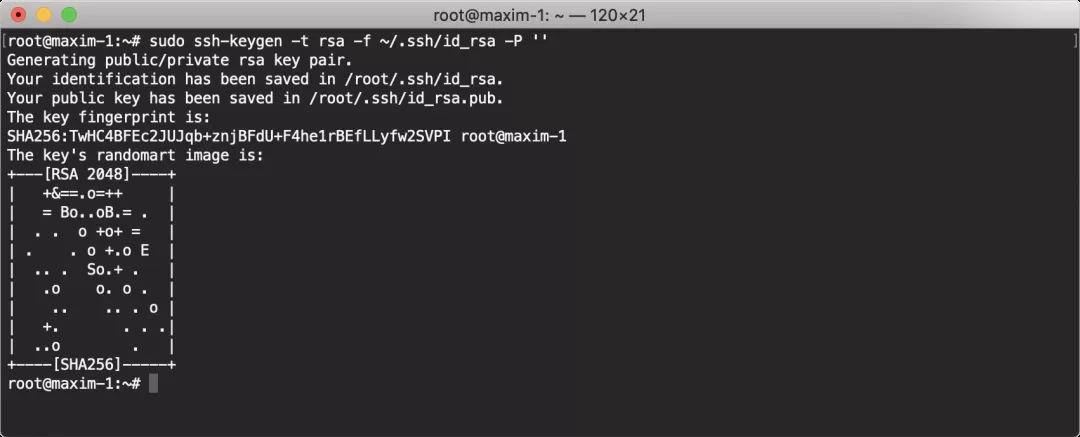 root@maxim-1: ~ — 120×21
[root@maxim-1:~# sudo ssh-keygen -t rsa -f ~/.ssh/id_rsa -P '' ]
Generating public/private rsa key pair.
Your identification has been saved in /root/.ssh/id_rsa.
Your public key has been saved in /root/.ssh/id_rsa.pub.
The key fingerprint is:
SHA256:TwHC4BFEc2JUJqb+znjBFdU+F4he1rBEfLLyfw2SVPI root@maxim-1
The key's randomart image is:
+---[RSA 2048]----+
|   +&==.o=++     |
|   = Bo..oB.= .  |
|  . .  o +o+ =   |
| .    . o +.o E  |
|  .. .  So.+ .   |
|   .o    o. o .  |
|    ..    .. . o |
|   +.       . . .|
|  ..o        .   |
+----[SHA256]-----+
root@maxim-1:~#